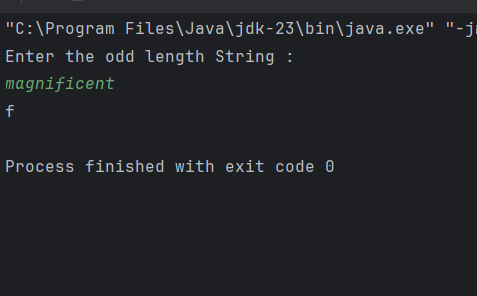 "C:\Program Files\Java\jdk-23\bin\java.exe"
Enter the odd length String :
magnificent
f
Process finished with exit code 0